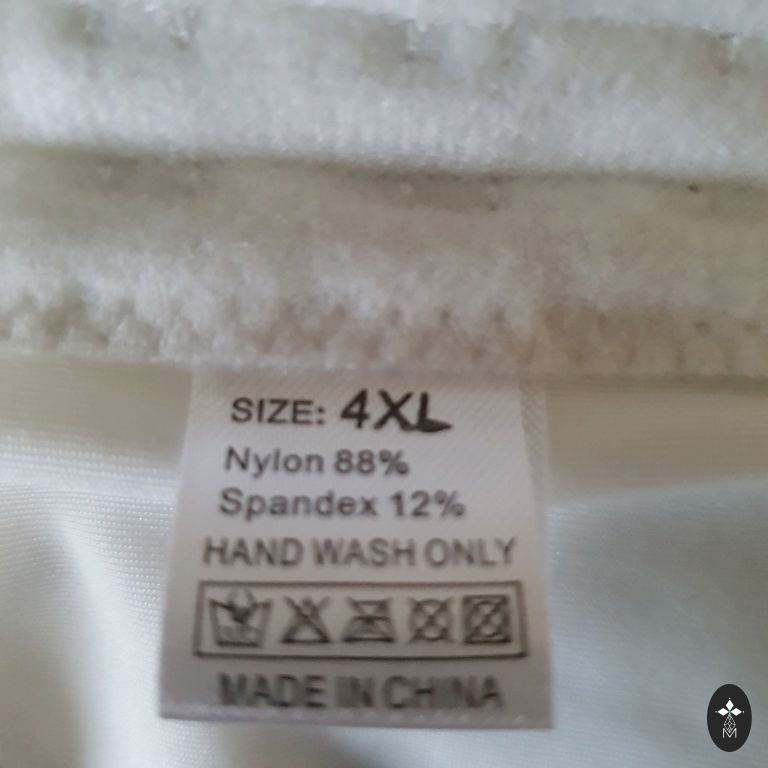 SIZE: 4XL
Nylon 88%
Spandex 12%
HAND WASH ONLY
MADE IN CHINA
M